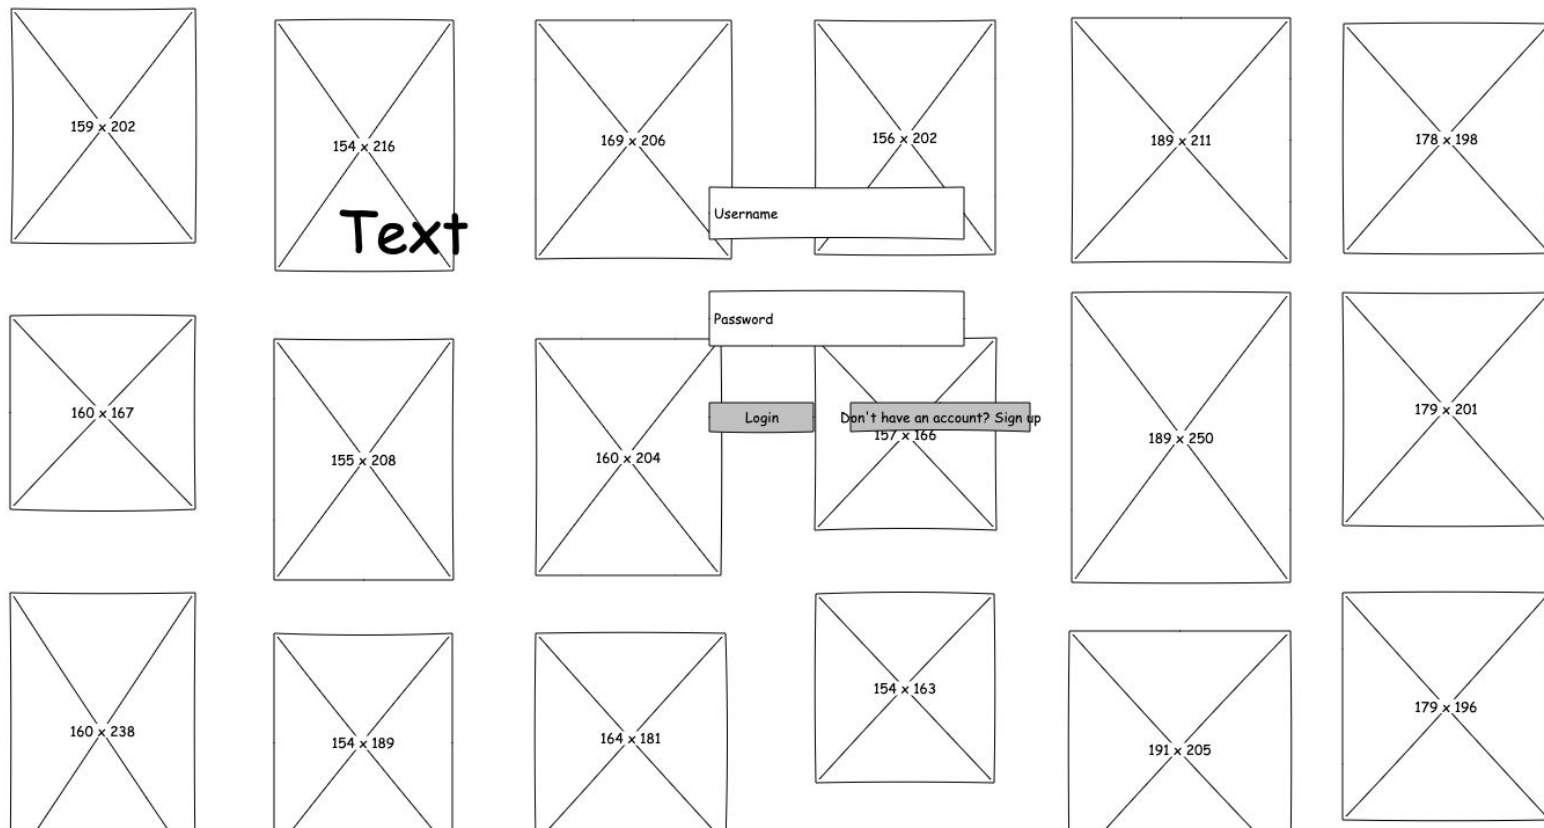 159 x 202
154 x 216
169 x 206
156 x 202
189 x 211
178 x 198
Text
Username
Password
160 x 167
155 x 208
160 x 204
Login
Don't have an account? Sign up
157 x 166
189 x 250
179 x 201
160 x 238
154 x 189
164 x 181
154 x 163
191 x 205
179 x 196